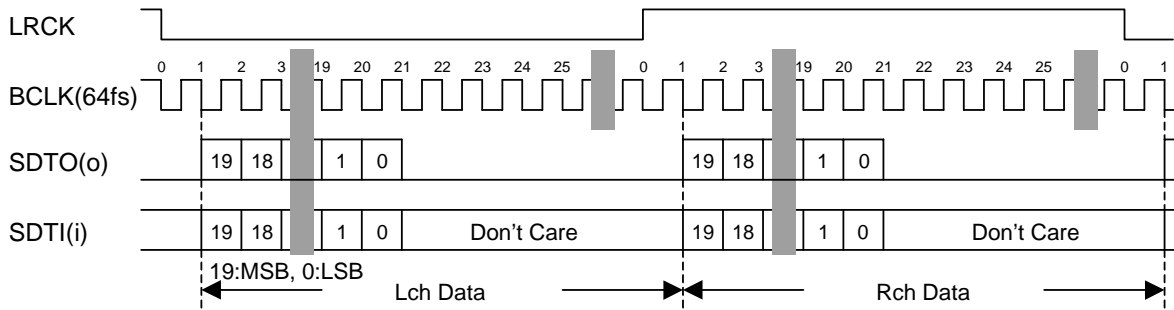 LRCK
0 1 2 3 19 20 21 22 23 24 25 0 1 2 3 19 20 21 22 23 24 25 0 1
BCLK(64fs)
SDTO(o) 19 18 1 0 19 18 1 0
SDTI(i) 19 18 1 0 Don't Care 19 18 1 0 Don't Care
19:MSB, 0:LSB
Lch Data Rch Data